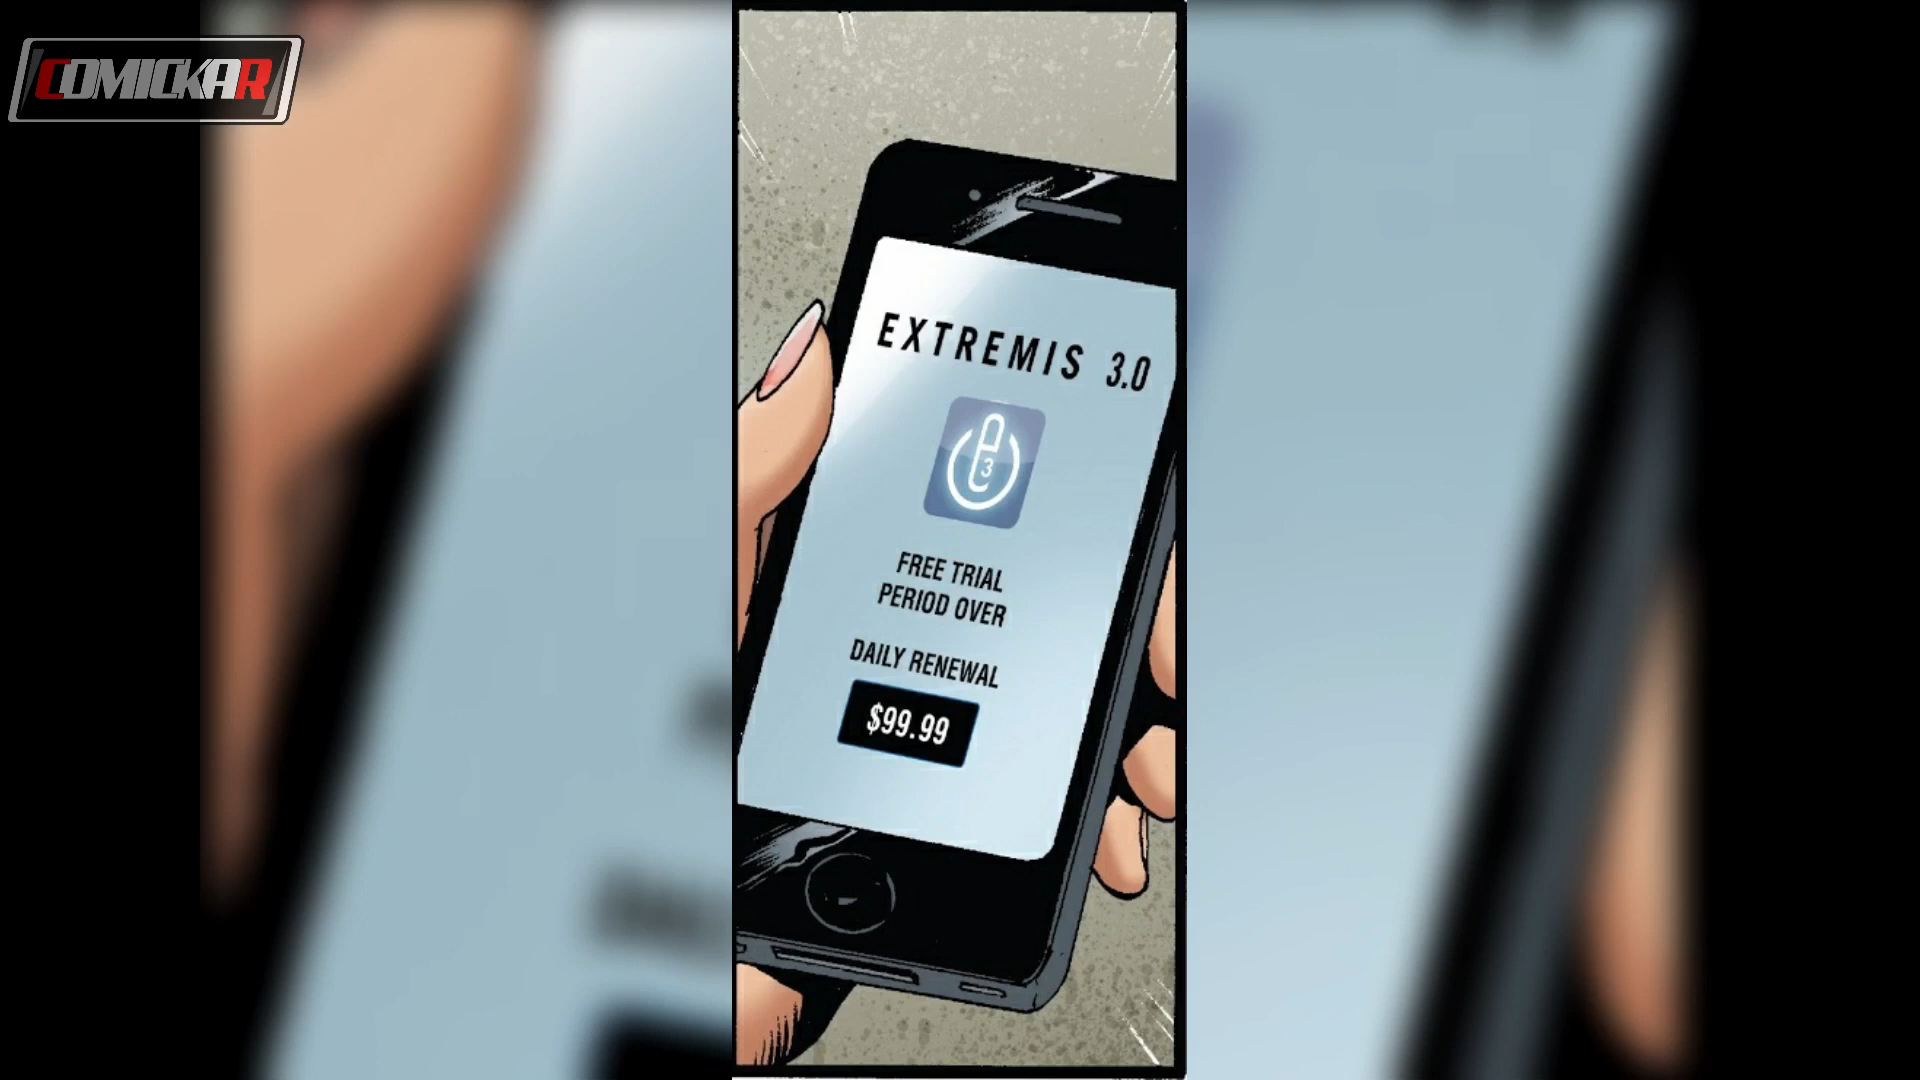 COMICKAR
EXTREMIS 3.0
3
FREE TRIAL
PERIOD OVER
DAILY RENEWAL
$99.99